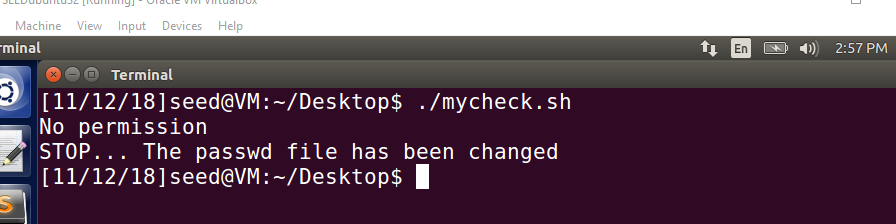 SEEDubuntu32 [Running] - Oracle VM VirtualBox
Machine View Input Devices Help
rminal En 2:57 PM
Terminal
[11/12/18]seed@VM:~/Desktop$ ./mycheck.sh
No permission
STOP... The passwd file has been changed
[11/12/18]seed@VM:~/Desktop$